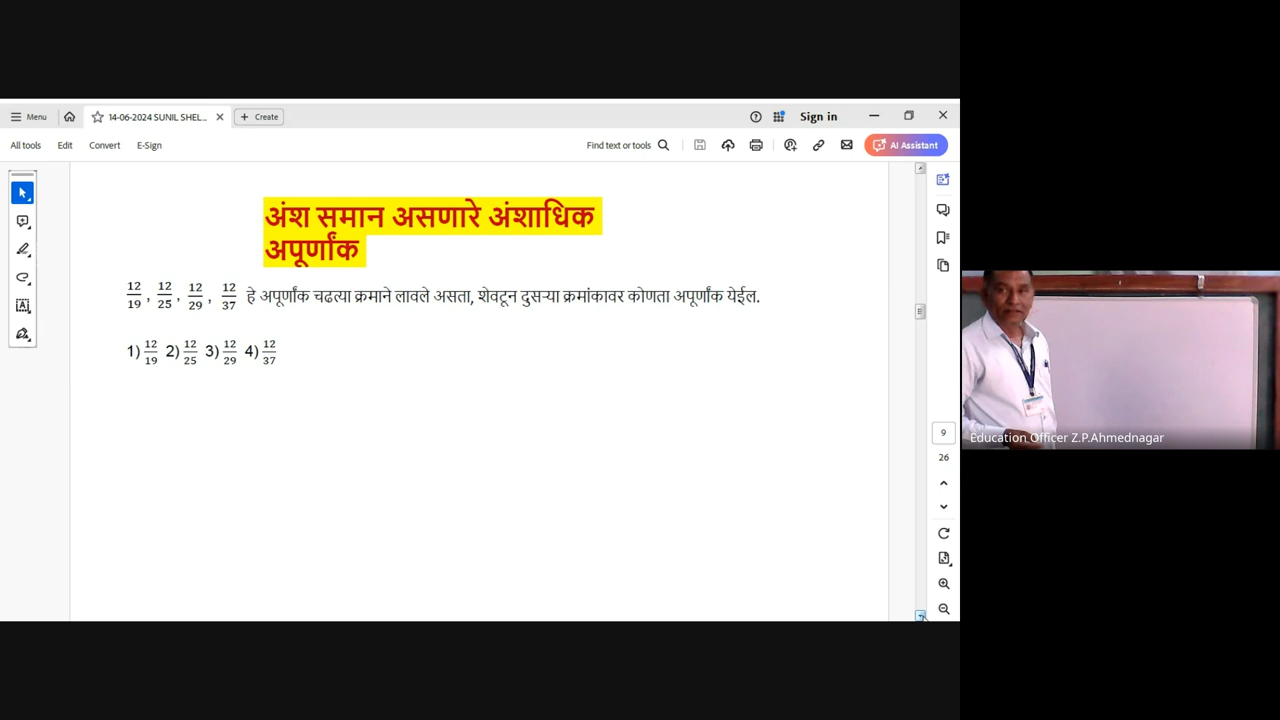 Menu
14-06-2024 SUNIL SHEL...
Create
Sign in
All tools Edit Convert E-Sign
Find text or tools
AI Assistant
अंश समान असणारे अंशाधिक
अपूर्णांक
12/19 , 12/25 , 12/29 , 12/37 हे अपूर्णांक चढत्या क्रमाने लावले असता, शेवटून दुसऱ्या क्रमांकावर कोणता अपूर्णांक येईल.
1) 12/19 2) 12/25 3) 12/29 4) 12/37
9
26
Education Officer Z.P.Ahmednagar